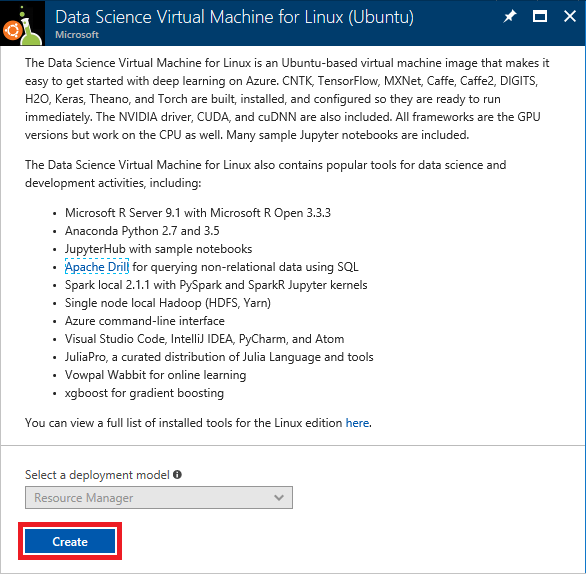 Data Science Virtual Machine for Linux (Ubuntu)
Microsoft
The Data Science Virtual Machine for Linux is an Ubuntu-based virtual machine image that makes it
easy to get started with deep learning on Azure. CNTK, TensorFlow, MXNet, Caffe, Caffe2, DIGITS,
H2O, Keras, Theano, and Torch are built, installed, and configured so they are ready to run
immediately. The NVIDIA driver, CUDA, and cuDNN are also included. All frameworks are the GPU
versions but work on the CPU as well. Many sample Jupyter notebooks are included.
The Data Science Virtual Machine for Linux also contains popular tools for data science and
development activities, including:
• Microsoft R Server 9.1 with Microsoft R Open 3.3.3
• Anaconda Python 2.7 and 3.5
• JupyterHub with sample notebooks
• Apache Drill for querying non-relational data using SQL
• Spark local 2.1.1 with PySpark and SparkR Jupyter kernels
• Single node local Hadoop (HDFS, Yarn)
• Azure command-line interface
• Visual Studio Code, IntelliJ IDEA, PyCharm, and Atom
• JuliaPro, a curated distribution of Julia Language and tools
• Vowpal Wabbit for online learning
• xgboost for gradient boosting
You can view a full list of installed tools for the Linux edition here.
Select a deployment model
Resource Manager
Create